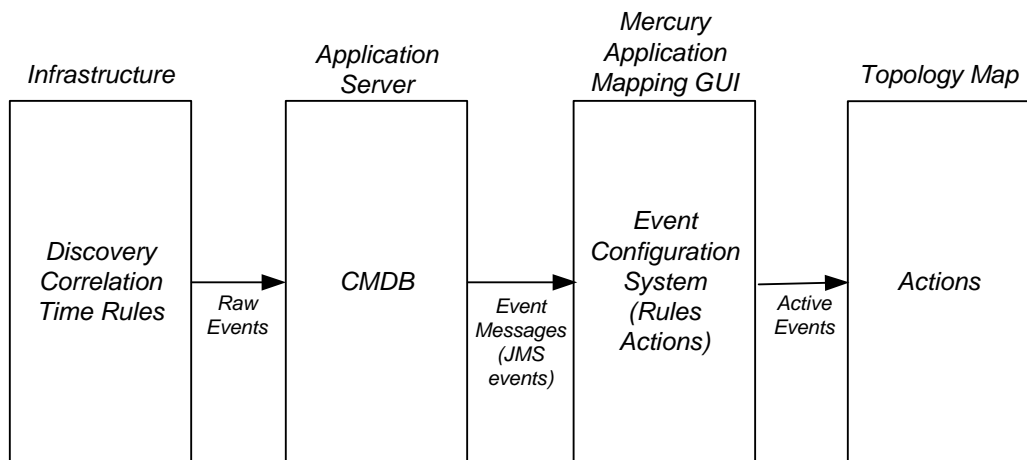 Infrastructure
Application
Server
Mercury
Application
Mapping GUI
Topology Map
Discovery
Correlation
Time Rules
Raw
Events
CMDB
Event
Messages
(JMS
events)
Event
Configuration
System
(Rules
Actions)
Active
Events
Actions